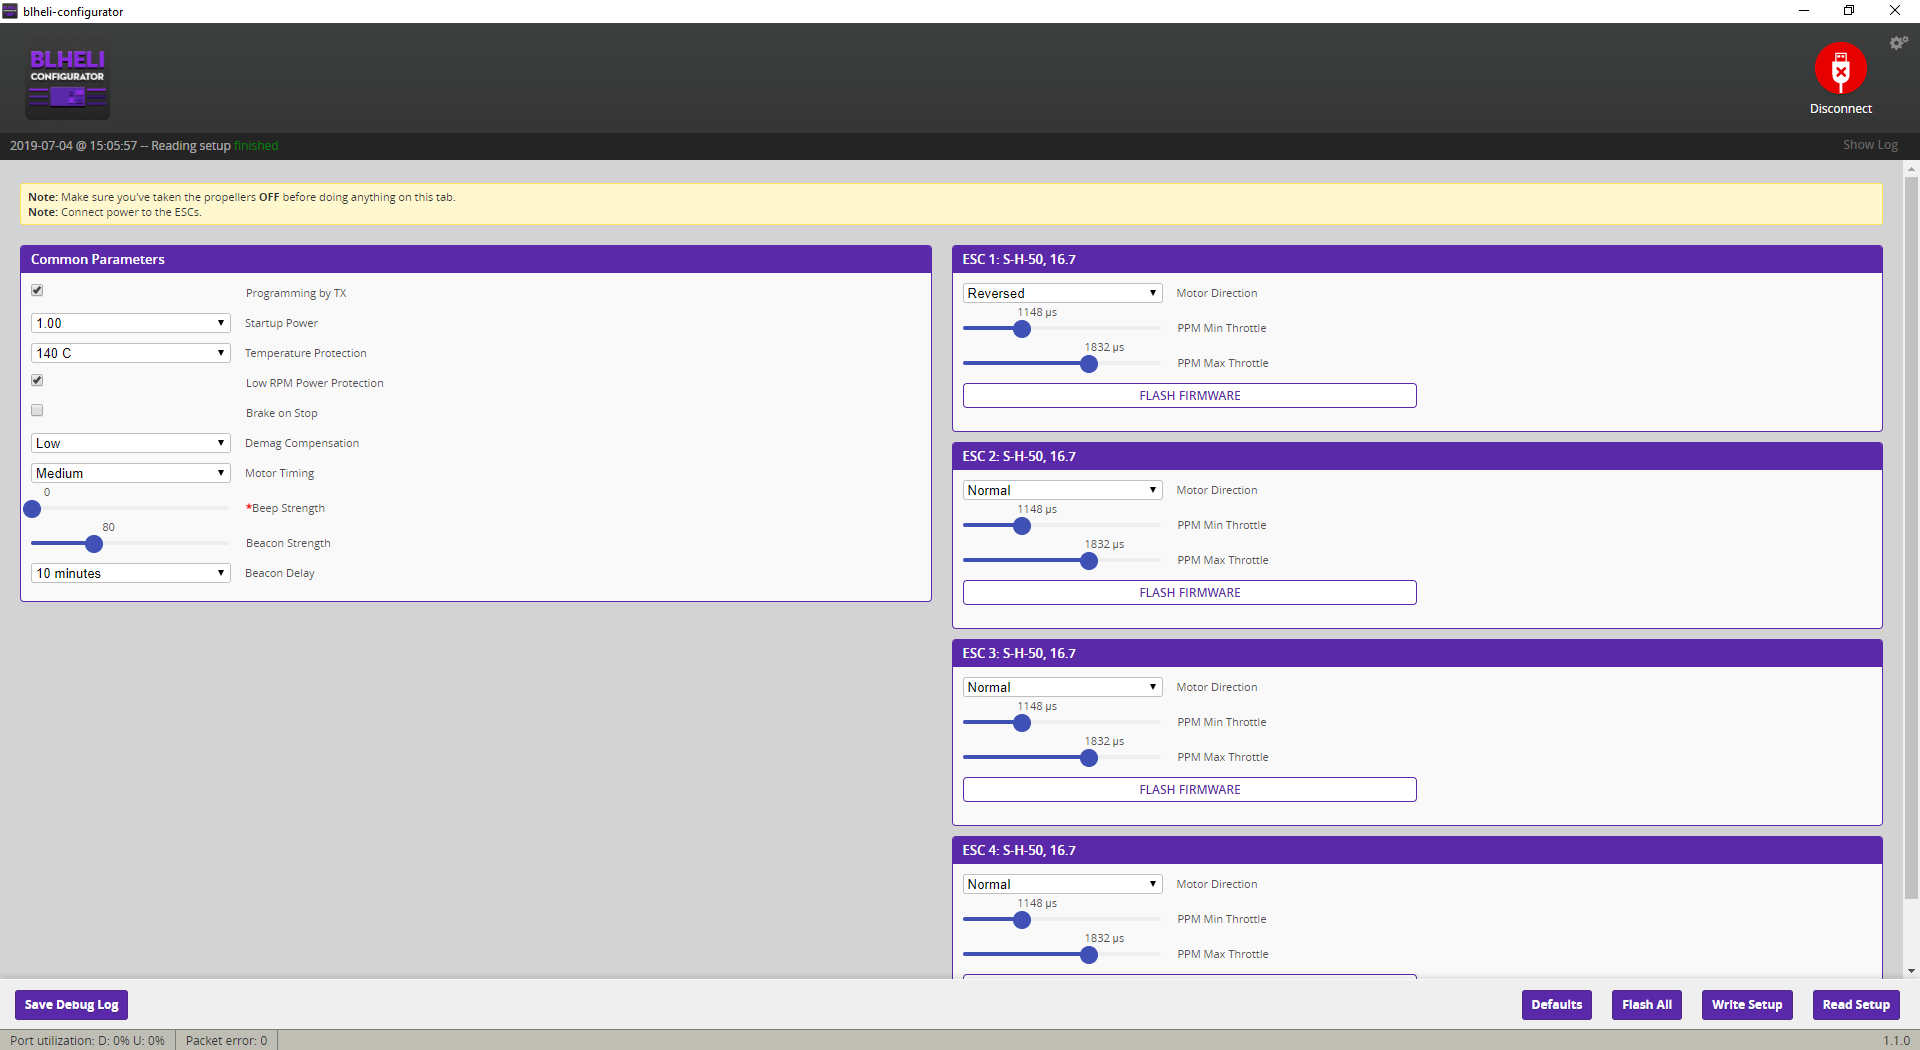 blheli-configurator
BLHELI
CONFIGURATOR
Disconnect
2019-07-04 @ 15:05:57 -- Reading setup finished
Show Log
Note: Make sure you've taken the propellers OFF before doing anything on this tab.
Note: Connect power to the ESCs.
Common Parameters
Programming by TX
1.00 Startup Power
140 C Temperature Protection
Low RPM Power Protection
Brake on Stop
Low Demag Compensation
Medium Motor Timing
0
*Beep Strength
80
Beacon Strength
10 minutes Beacon Delay
ESC 1: S-H-50, 16.7
Reversed Motor Direction
1148 µs
PPM Min Throttle
1832 µs
PPM Max Throttle
FLASH FIRMWARE
ESC 2: S-H-50, 16.7
Normal Motor Direction
1148 µs
PPM Min Throttle
1832 µs
PPM Max Throttle
FLASH FIRMWARE
ESC 3: S-H-50, 16.7
Normal Motor Direction
1148 µs
PPM Min Throttle
1832 µs
PPM Max Throttle
FLASH FIRMWARE
ESC 4: S-H-50, 16.7
Normal Motor Direction
1148 µs
PPM Min Throttle
1832 µs
PPM Max Throttle
Save Debug Log
Defaults
Flash All
Write Setup
Read Setup
Port utilization: D: 0% U: 0%
Packet error: 0
1.1.0